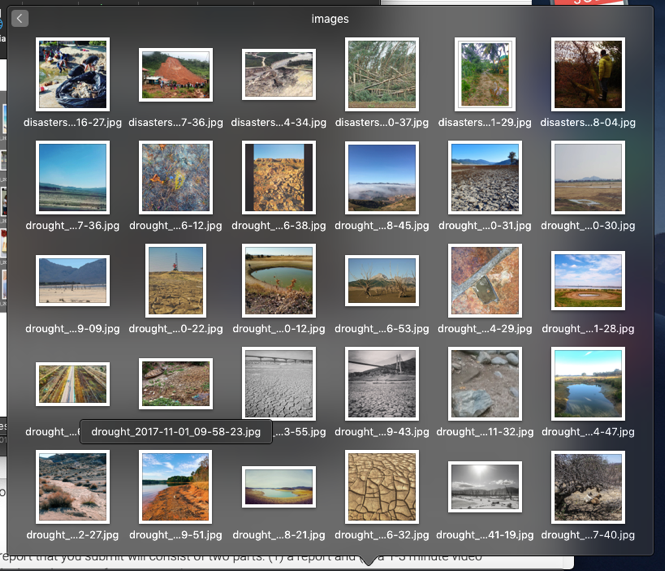 images
disasters...16-27.jpg disasters...7-36.jpg disasters...4-34.jpg disasters...0-37.jpg disasters...1-29.jpg disasters...8-04.jpg
drought_...7-36.jpg drought_...6-12.jpg drought_...6-38.jpg drought_...8-45.jpg drought_...0-31.jpg drought_...0-30.jpg
drought_...9-09.jpg drought_...0-22.jpg drought_...0-12.jpg drought_...6-53.jpg drought_...4-29.jpg drought_...1-28.jpg
drought_ drought_2017-11-01_09-58-23.jpg ...3-55.jpg drought_...9-43.jpg drought_...11-32.jpg drought_...4-47.jpg
drought_...2-27.jpg drought_...9-51.jpg drought_...8-21.jpg drought_...6-32.jpg drought_...41-19.jpg drought_...7-40.jpg
report that you submit will consist of two parts: (1) a report and a 1-3 minute video